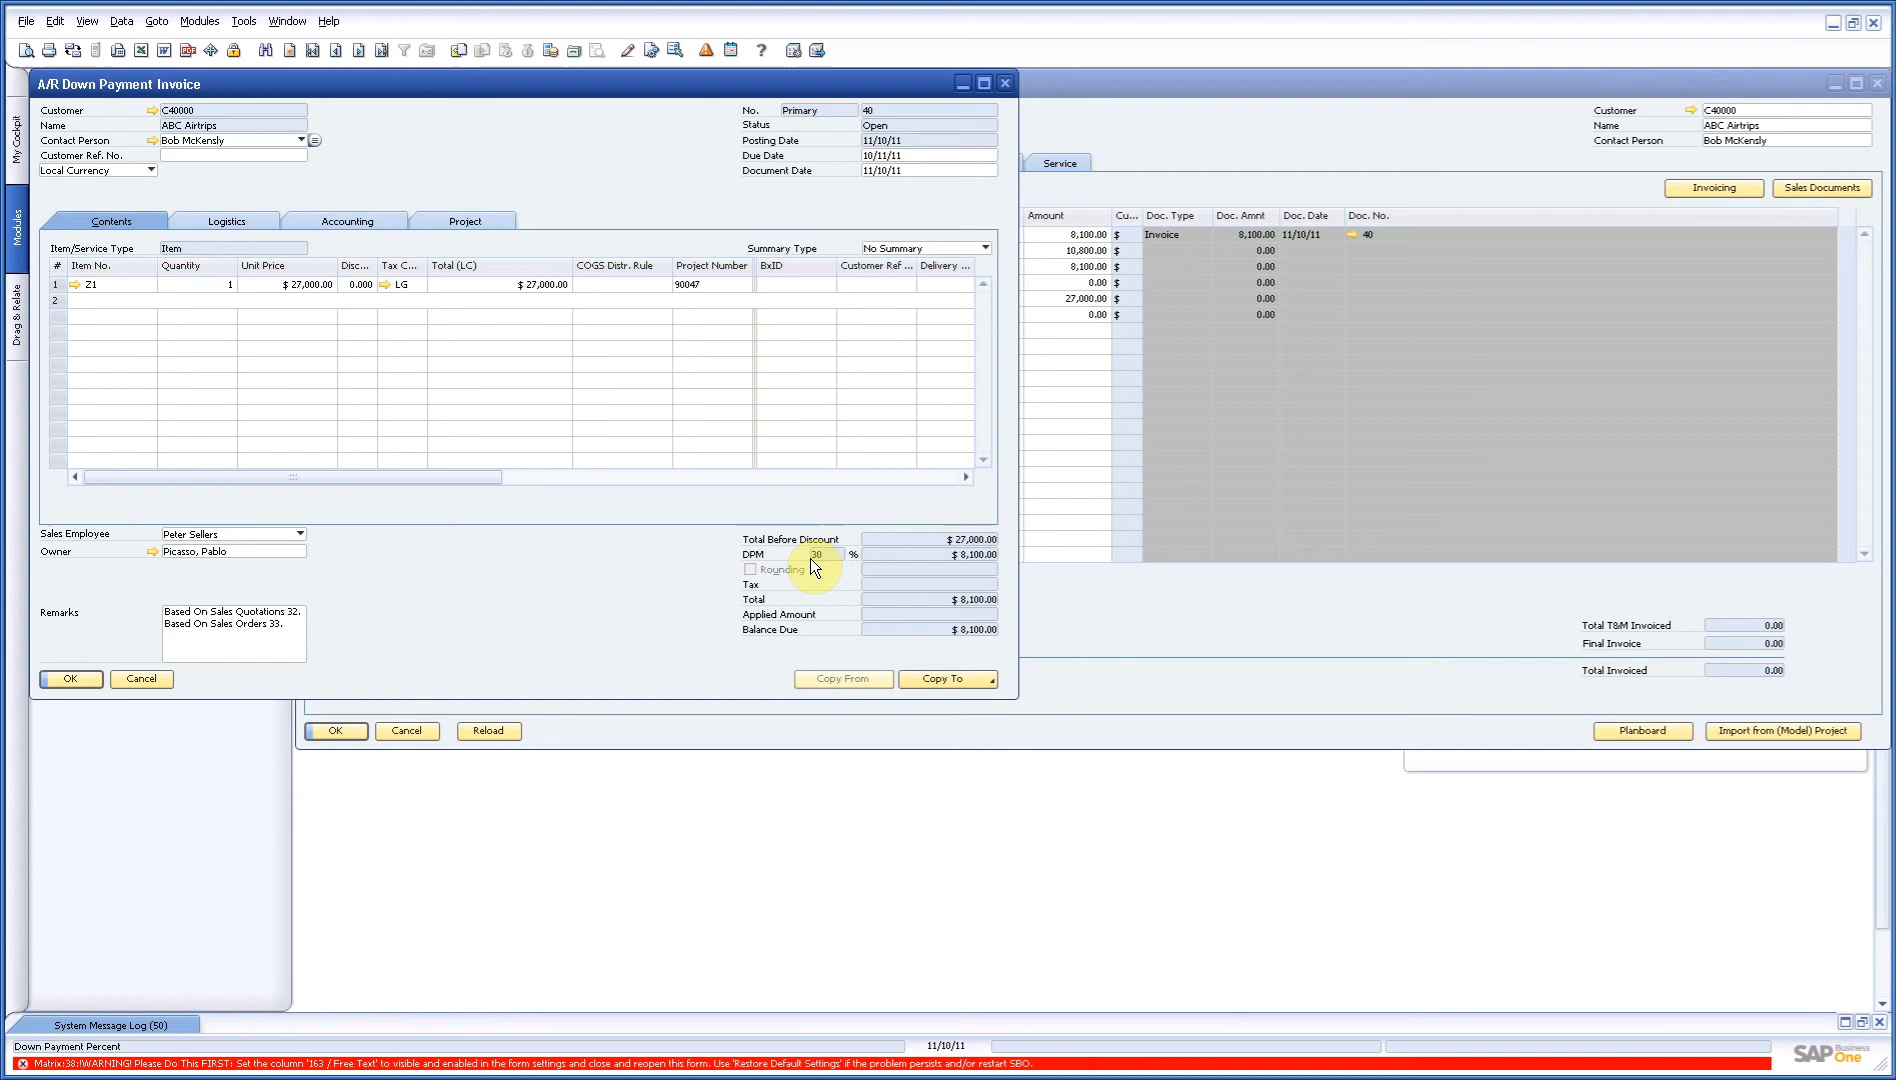 File Edit View Data Goto Modules Tools Window Help
A/R Down Payment Invoice
My Cockpit
Modules
Drag & Relate
Customer C40000
Name ABC Airtrips
Contact Person Bob McKensly
Customer Ref. No.
Local Currency
No. Primary 40
Status Open
Posting Date 11/10/11
Due Date 10/11/11
Document Date 11/10/11
Contents Logistics Accounting Project
Item/Service Type Item
Summary Type No Summary
# Item No. Quantity Unit Price Disc... Tax C... Total (LC) COGS Distr. Rule Project Number BxID Customer Ref ... Delivery ...
1 Z1 1 $ 27,000.00 0.000 LG $ 27,000.00 90047
2
Sales Employee Peter Sellers
Owner Picasso, Pablo
Remarks
Based On Sales Quotations 32.
Based On Sales Orders 33.
Total Before Discount $ 27,000.00
DPM 30 % $ 8,100.00
Rounding
Tax
Total $ 8,100.00
Applied Amount
Balance Due $ 8,100.00
OK Cancel Copy From Copy To
Customer C40000
Name ABC Airtrips
Contact Person Bob McKensly
Service
Invoicing Sales Documents
Amount Cu... Doc. Type Doc. Amnt Doc. Date Doc. No.
8,100.00 $ Invoice 8,100.00 11/10/11 40
10,800.00 $ 0.00
8,100.00 $ 0.00
0.00 $ 0.00
27,000.00 $ 0.00
0.00 $ 0.00
Total T&M Invoiced 0.00
Final Invoice 0.00
Total Invoiced 0.00
OK Cancel Reload Planboard Import from (Model) Project
System Message Log (50)
Down Payment Percent 11/10/11
Matrix:38:!WARNING! Please Do This FIRST: Set the column '163 / Free Text') to visible and enabled in the form settings and close and reopen this form. Use 'Restore Default Settings' if the problem persists and/or restart SBO.
SAP Business One